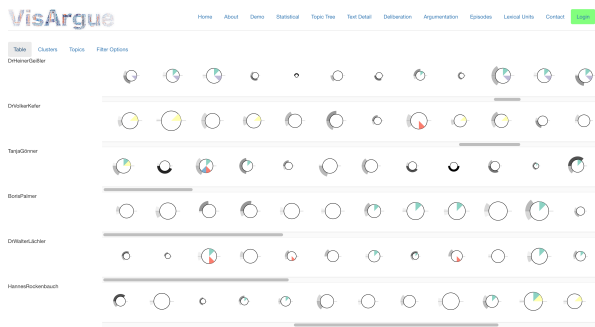 VisArgue
Home About Demo Statistical Topic Tree Text Detail Deliberation Argumentation Episodes Lexical Units Contact Login
Table Clusters Topics Filter Options
DrHeinerGeißler
DrVolkerKefer
TanjaGönner
BorisPalmer
DrWalterLächler
HannesRockenbauch